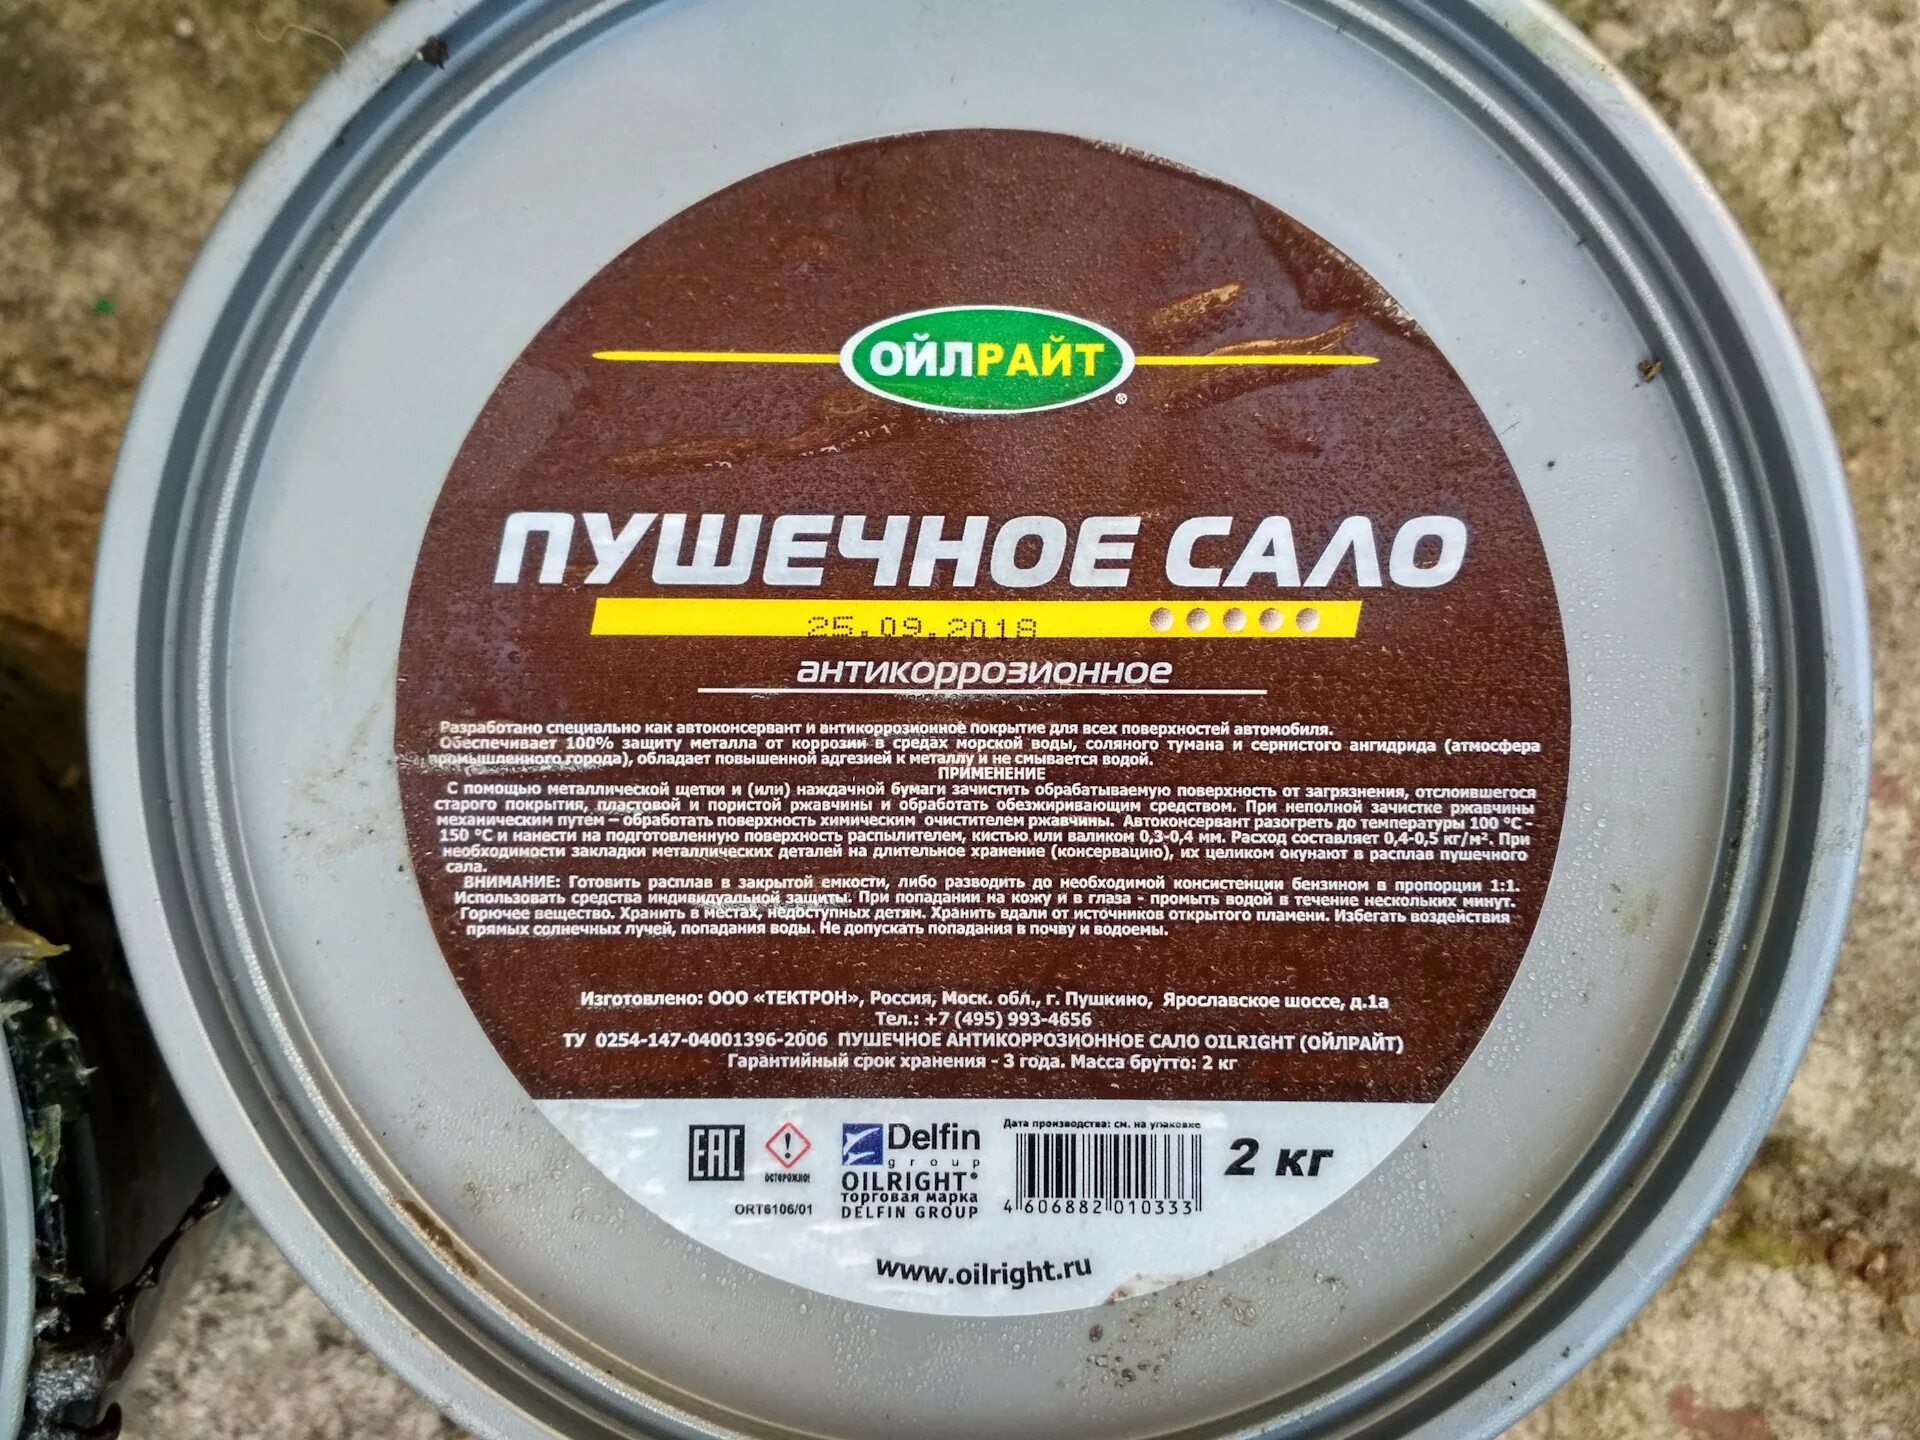 ОЙЛРАЙТ
®
ПУШЕЧНОЕ САЛО
25.09.2018
антикоррозионное
Разработано специально как автоконсервант и антикоррозионное покрытие для всех поверхностей автомобиля.
Обеспечивает 100% защиту металла от коррозии в средах морской воды, соляного тумана и сернистого ангидрида (атмосфера
промышленного города), обладает повышенной адгезией к металлу и не смывается водой.
ПРИМЕНЕНИЕ
С помощью металлической щетки и (или) наждачной бумаги зачистить обрабатываемую поверхность от загрязнения, отслоившегося
старого покрытия, пластовой и пористой ржавчины и обработать обезжиривающим средством. При неполной зачистке ржавчины
механическим путем – обработать поверхность химическим очистителем ржавчины. Автоконсервант разогреть до температуры 100 °С -
150 °С и нанести на подготовленную поверхность распылителем, кистью или валиком 0,3-0,4 мм. Расход составляет 0,4-0,5 кг/м². При
необходимости закладки металлических деталей на длительное хранение (консервацию), их целиком окунают в расплав пушечного
сала.
ВНИМАНИЕ: Готовить расплав в закрытой емкости, либо разводить до необходимой консистенции бензином в пропорции 1:1.
Использовать средства индивидуальной защиты. При попадании на кожу и в глаза - промыть водой в течение нескольких минут.
Горючее вещество. Хранить в местах, недоступных детям. Хранить вдали от источников открытого пламени. Избегать воздействия
прямых солнечных лучей, попадания воды. Не допускать попадания в почву и водоемы.
Изготовлено: ООО «ТЕКТРОН», Россия, Моск. обл., г. Пушкино, Ярославское шоссе, д.1а
Тел.: +7 (495) 993-4656
ТУ 0254-147-04001396-2006 ПУШЕЧНОЕ АНТИКОРРОЗИОННОЕ САЛО OILRIGHT (ОЙЛРАЙТ)
Гарантийный срок хранения - 3 года. Масса брутто: 2 кг
EAC
ОСТОРОЖНО!
ORT6106/01
Delfin
group
OILRIGHT®
торговая марка
DELFIN GROUP
Дата производства: см. на упаковке
4 606882 010333
2 кг
www.oilright.ru